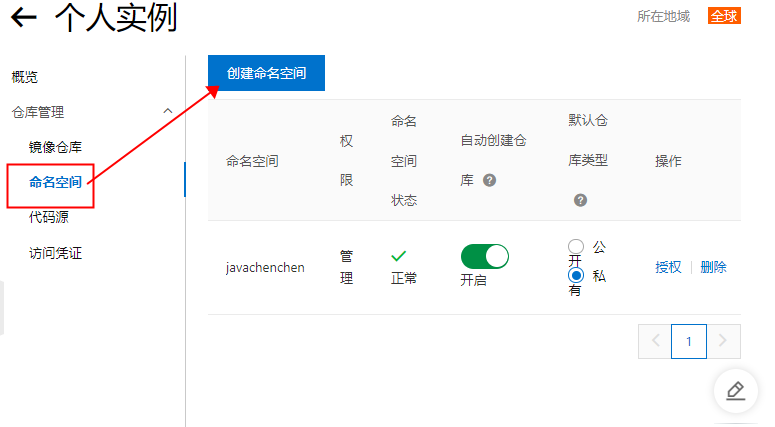 个人实例
所在地域 全球
概览
仓库管理
镜像仓库
命名空间
代码源
访问凭证
创建命名空间
命名空间
权
限
命名
空间
状态
自动创建仓
库
默认仓
库类型
操作
javachenchen
管
理
正常
开启
公
开
私
有
授权 删除
1